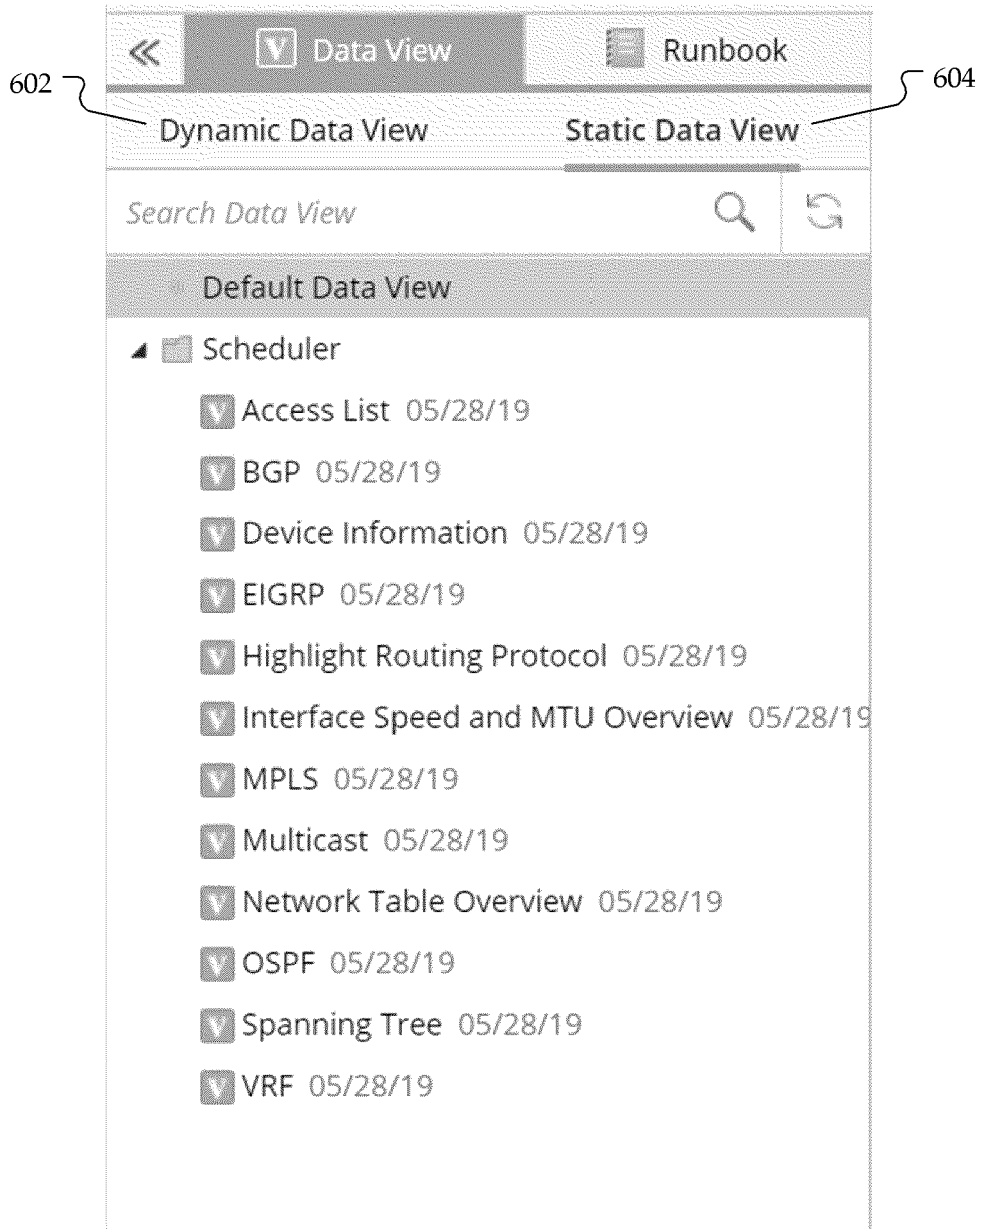 « V Data View Runbook
602 604
Dynamic Data View Static Data View
Search Data View
Default Data View
Scheduler
V Access List 05/28/19
V BGP 05/28/19
V Device Information 05/28/19
V EIGRP 05/28/19
V Highlight Routing Protocol 05/28/19
V Interface Speed and MTU Overview 05/28/19
V MPLS 05/28/19
V Multicast 05/28/19
V Network Table Overview 05/28/19
V OSPF 05/28/19
V Spanning Tree 05/28/19
V VRF 05/28/19